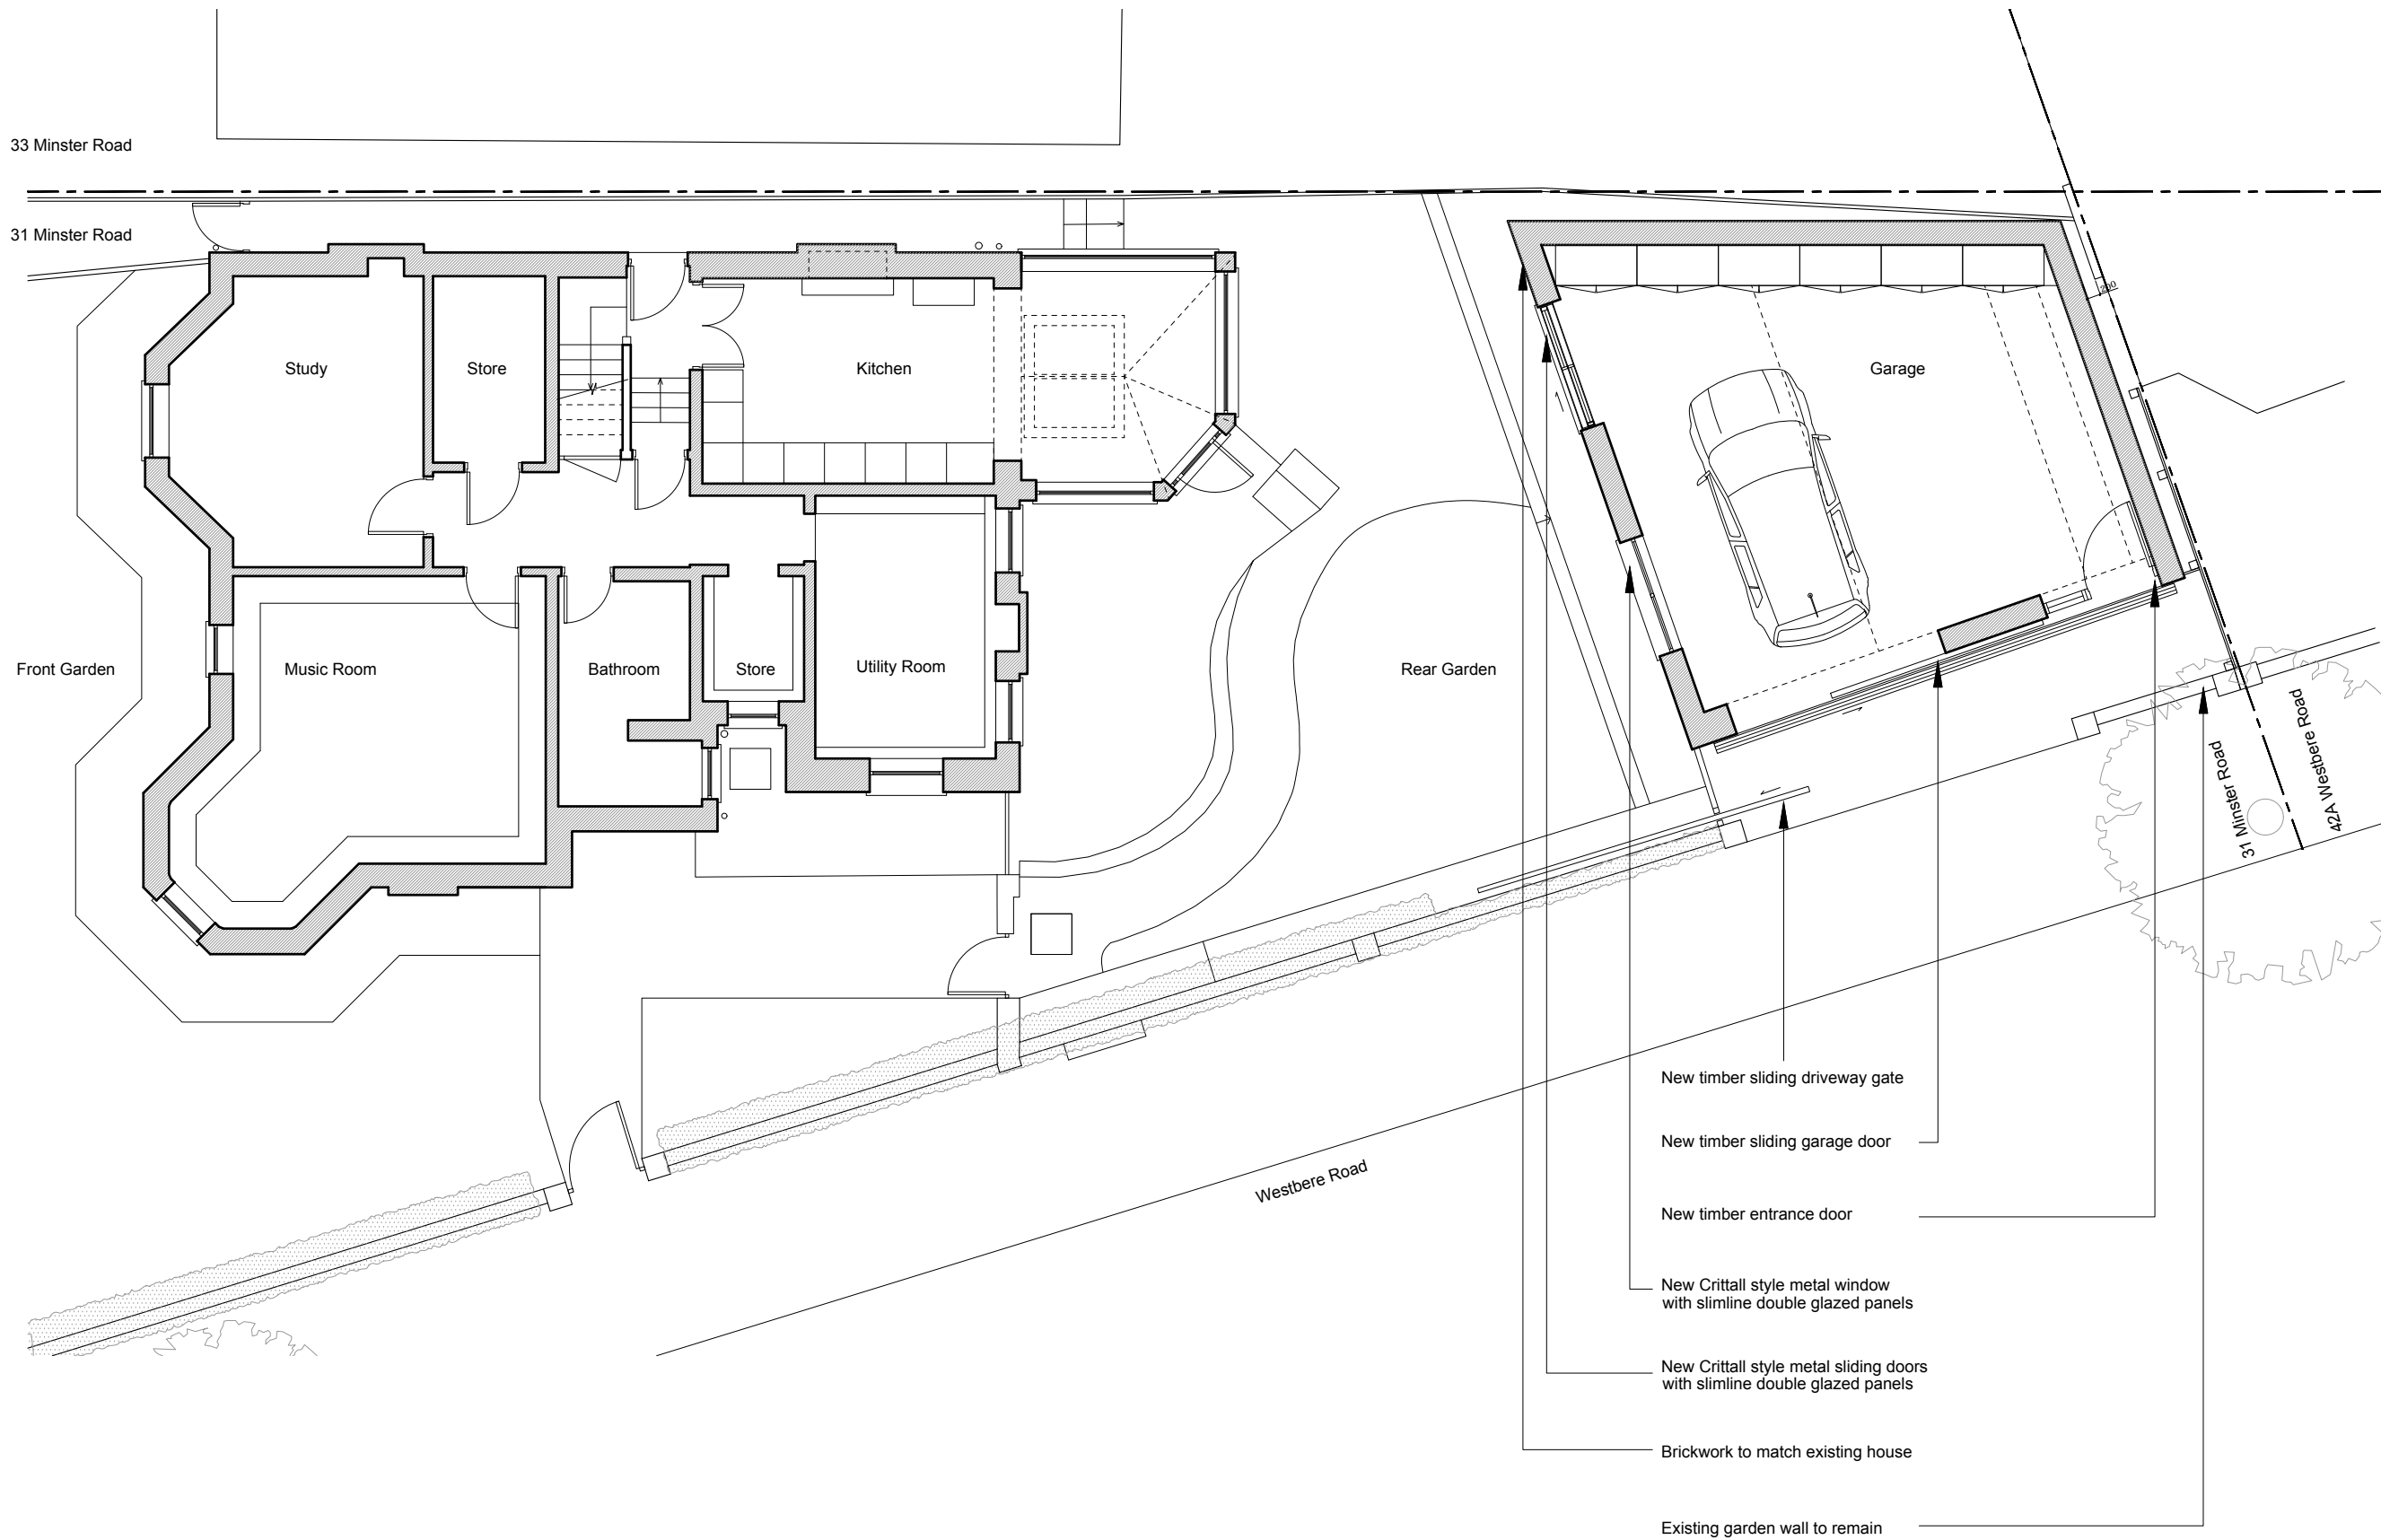 33 Minster Road
31 Minster Road
200
Study
Store
Kitchen
Garage
Front Garden
Music Room
Bathroom
Store
Utility Room
Rear Garden
31 Minster Road
42A Westbere Road
Westbere Road
New timber sliding driveway gate
New timber sliding garage door
New timber entrance door
New Crittall style metal window
with slimline double glazed panels
New Crittall style metal sliding doors
with slimline double glazed panels
Brickwork to match existing house
Existing garden wall to remain